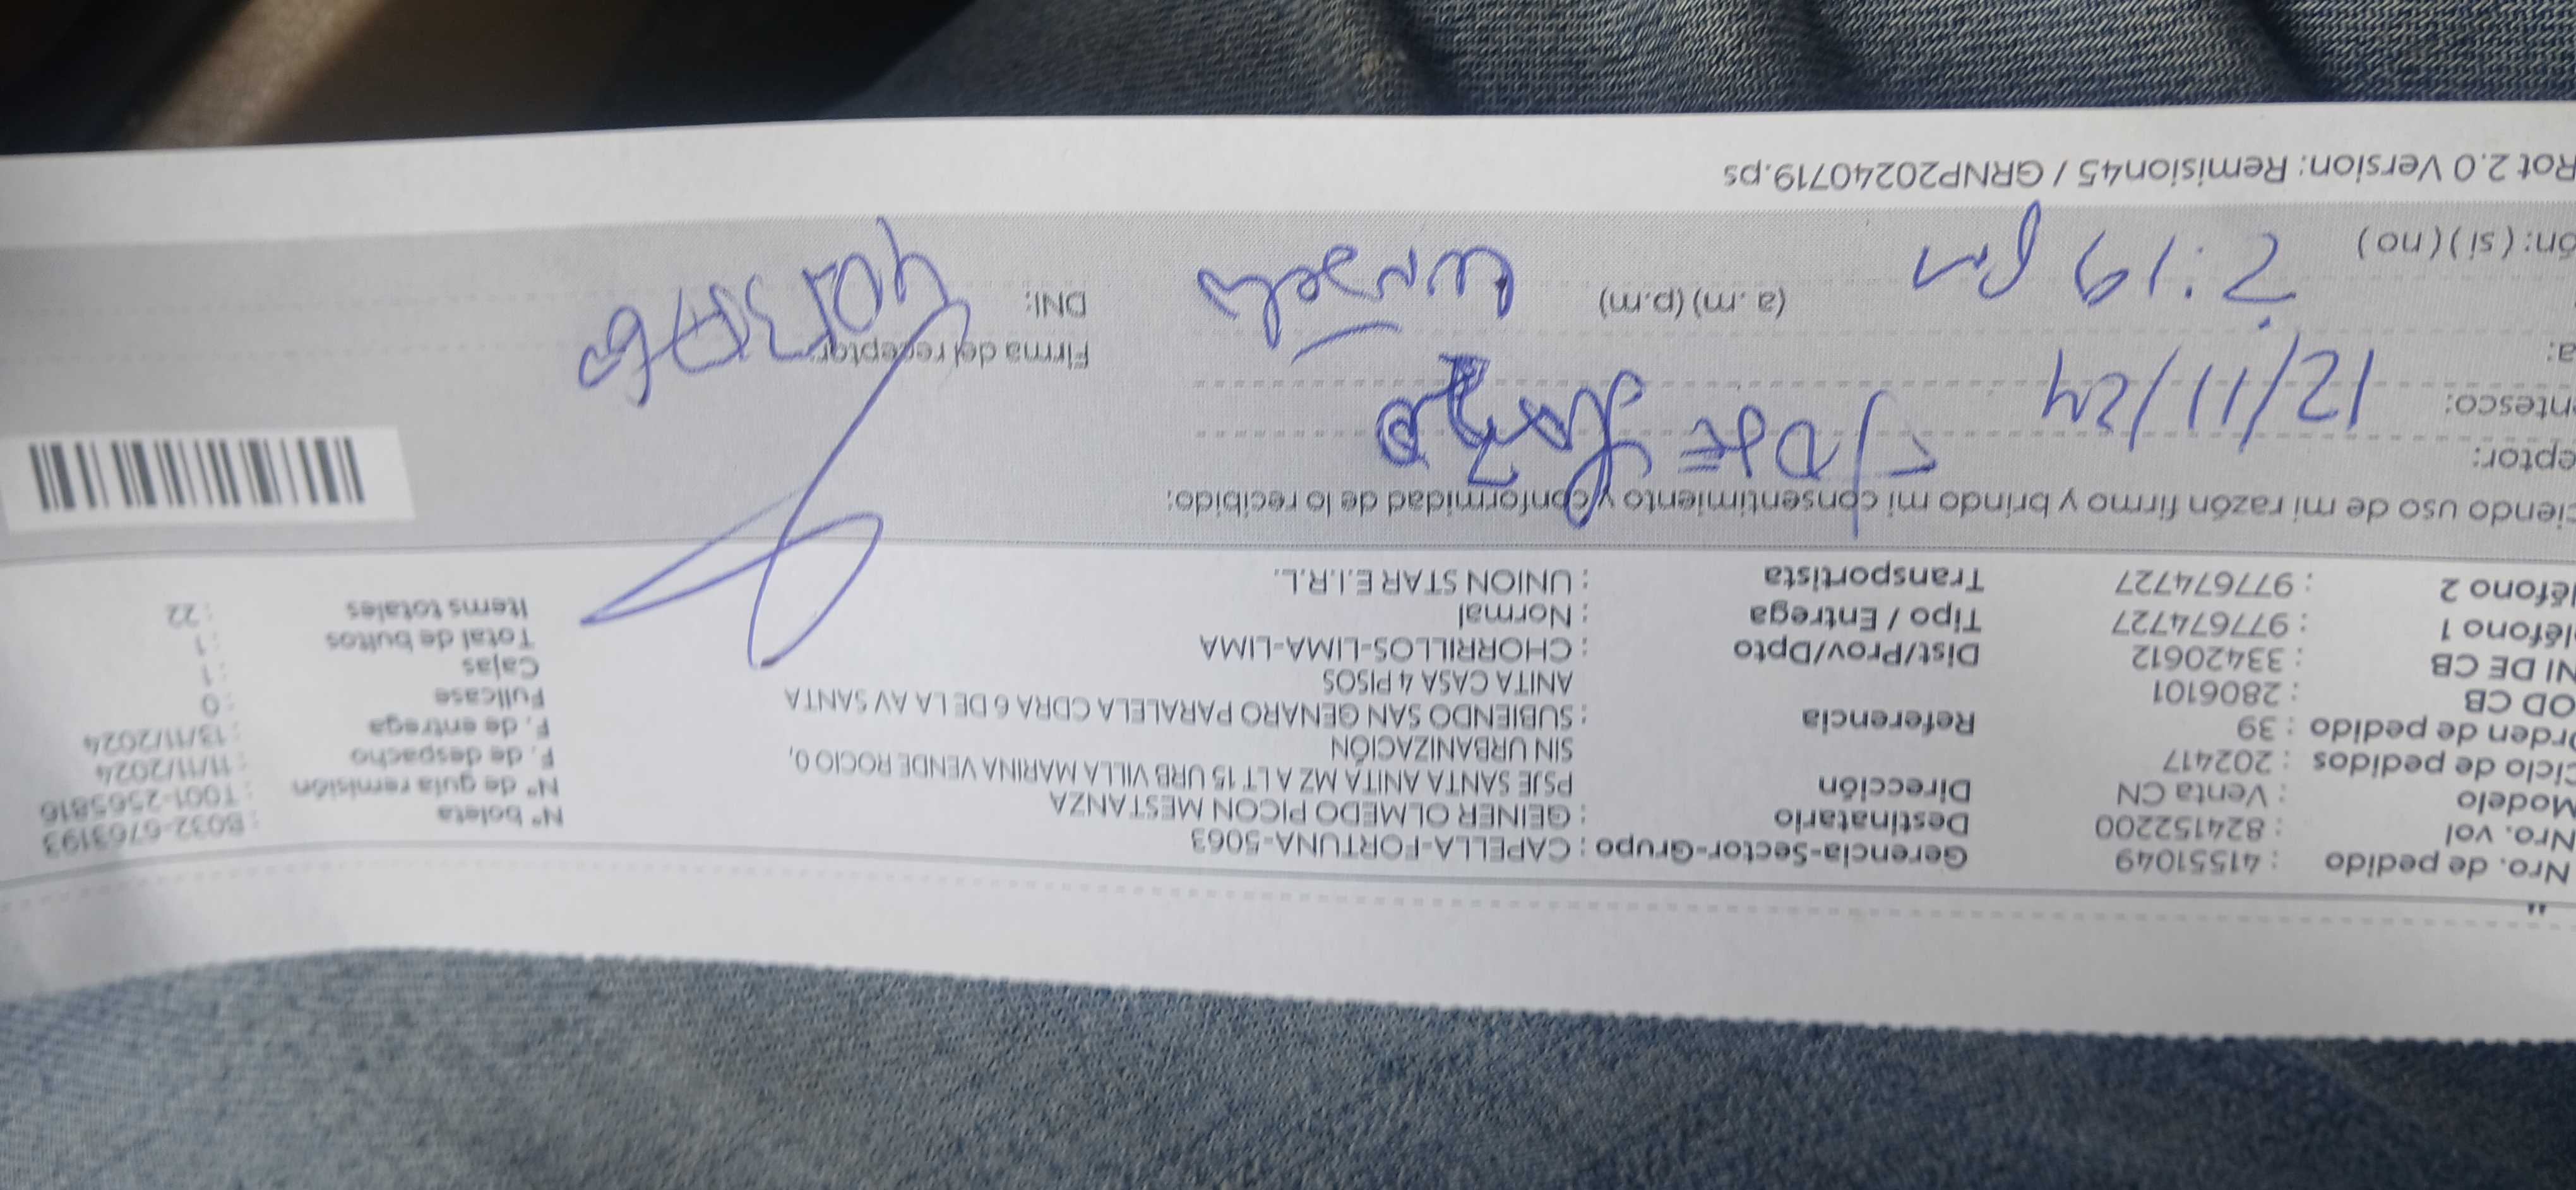 Nro. de pedido : 41551049 Gerencia-Sector-Grupo : CAPELLA-FORTUNA-5063 N° boleta : B032-6763193
Nro. vol : 824152200 Destinatario : GEINER OLMEDO PICON MESTANZA N° de guia remisión : T001-2565816
Modelo : Venta CN Dirección PSJE SANTA ANITA MZ A LT 15 URB VILLA MARINA VENDE ROCIO 0, F. de despacho : 11/11/2024
ciclo de pedidos : 202417 SIN URBANIZACIÓN F. de entrega : 13/11/2024
Orden de pedido : 39 Referencia : SUBIENDO SAN GENARO PARALELA CDRA 6 DE LA AV SANTA Fullcase : 0
OD CB : 2806101 ANITA CASA 4 PISOS Cajas : 1
NI DE CB : 33420612 Dist/Prov/Dpto : CHORRILLOS-LIMA-LIMA Total de bultos : 1
léfono 1 : 977674727 Tipo / Entrega : Normal Items totales : 22
léfono 2 : 977674727 Transportista : UNION STAR E.I.R.L.
ciendo uso de mi razón firmo y brindo mi consentimiento y conformidad de lo recibido:
eptor:
ntesco: 12/11/24
a: Firma del receptor:
2:19 pm (a.m) (p.m) DNI:
ón: (si) (no)
Rot 2.0 Version: Remision45 / GRNP20240719.ps